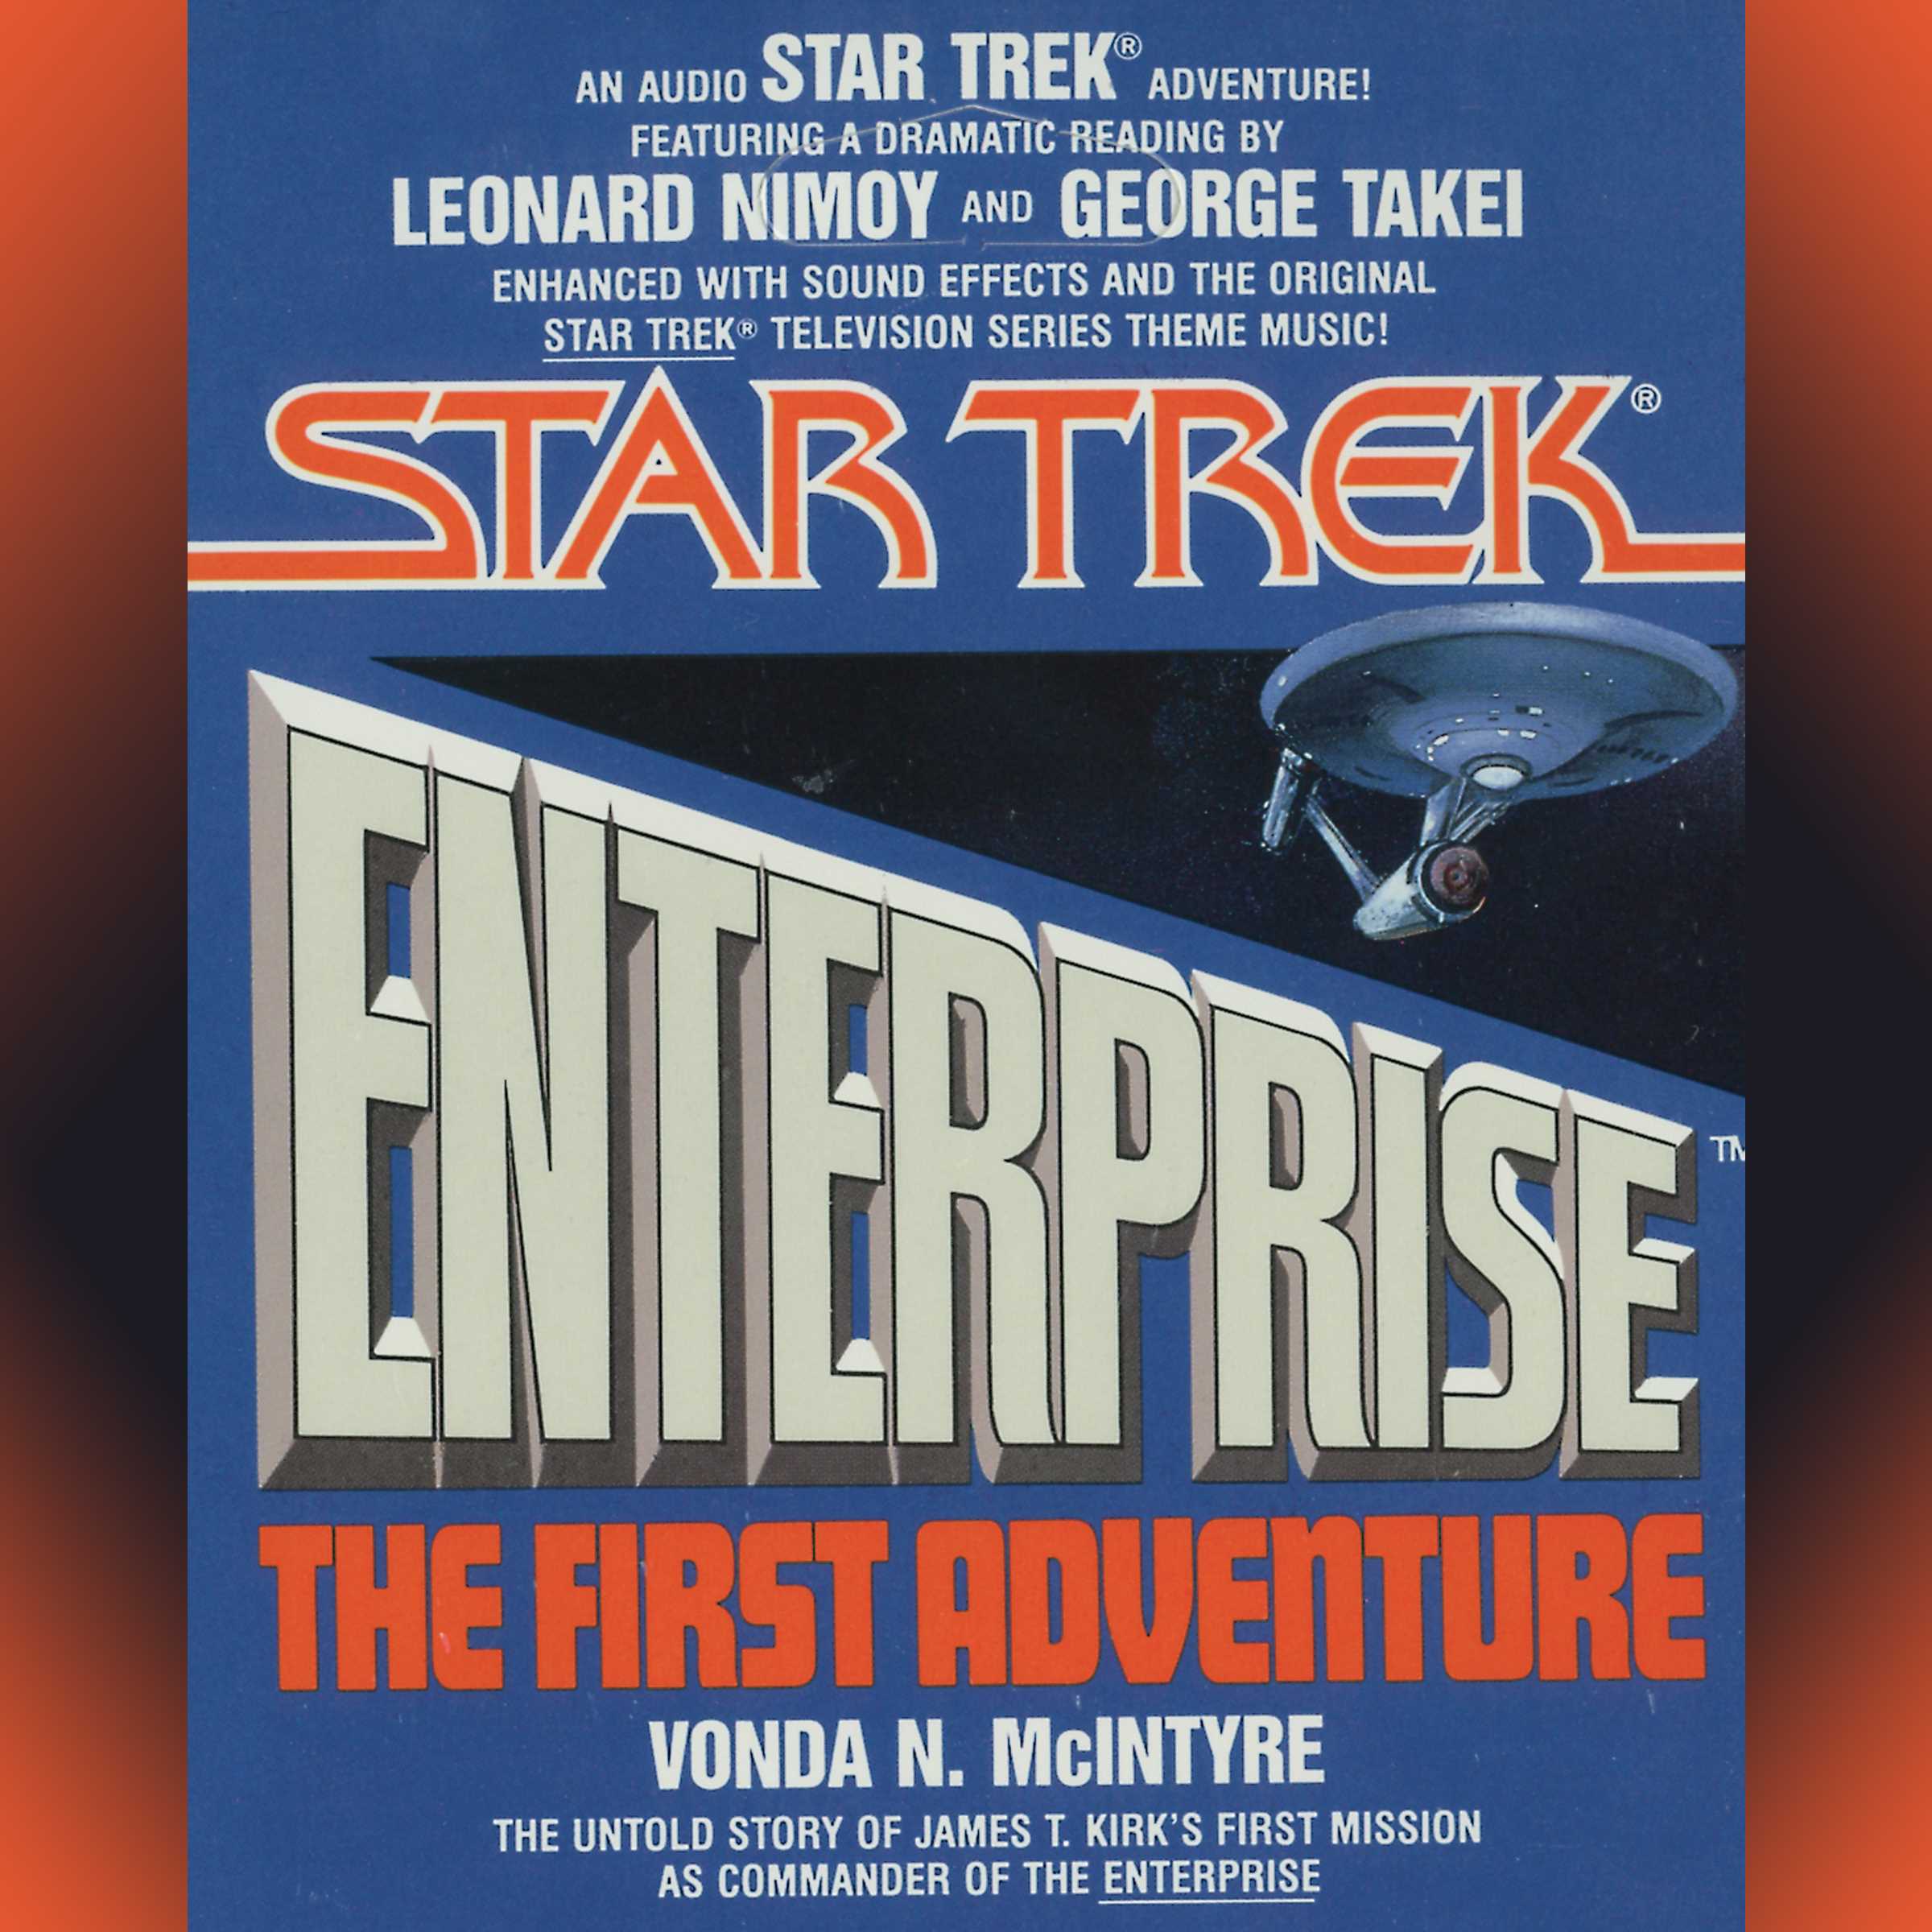 AN AUDIO STAR TREK® ADVENTURE!
FEATURING A DRAMATIC READING BY
LEONARD NIMOY AND GEORGE TAKEI
ENHANCED WITH SOUND EFFECTS AND THE ORIGINAL
STAR TREK® TELEVISION SERIES THEME MUSIC!
STAR TREK®
ENTERPRISE™
THE FIRST ADVENTURE
VONDA N. McINTYRE
THE UNTOLD STORY OF JAMES T. KIRK'S FIRST MISSION
AS COMMANDER OF THE ENTERPRISE